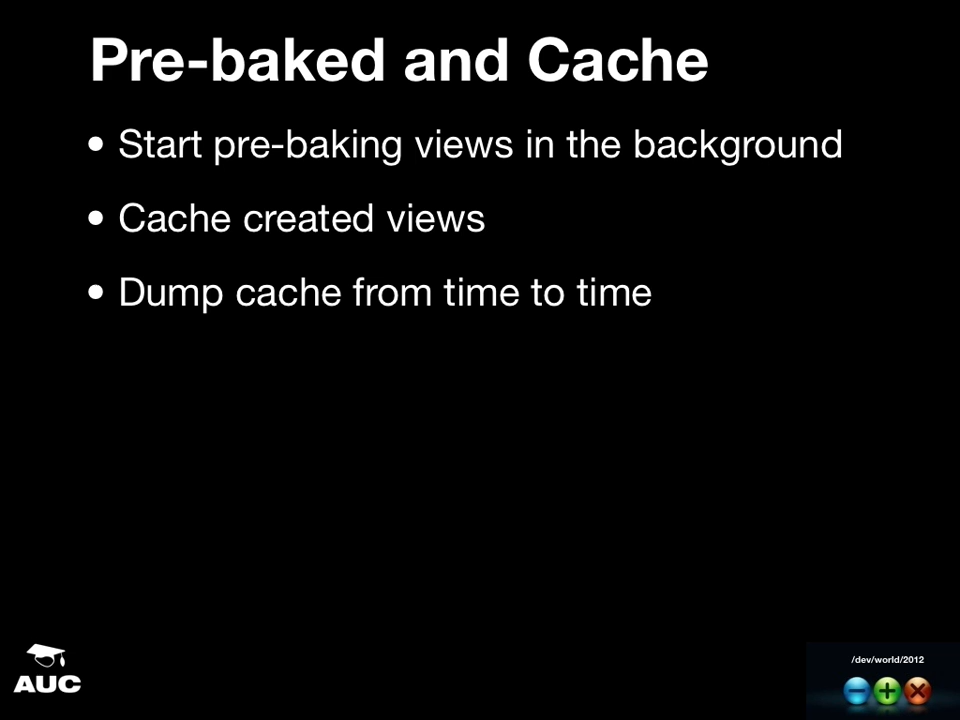 Pre-baked and Cache
• Start pre-baking views in the background
• Cache created views
• Dump cache from time to time
AUC
/dev/world/2012